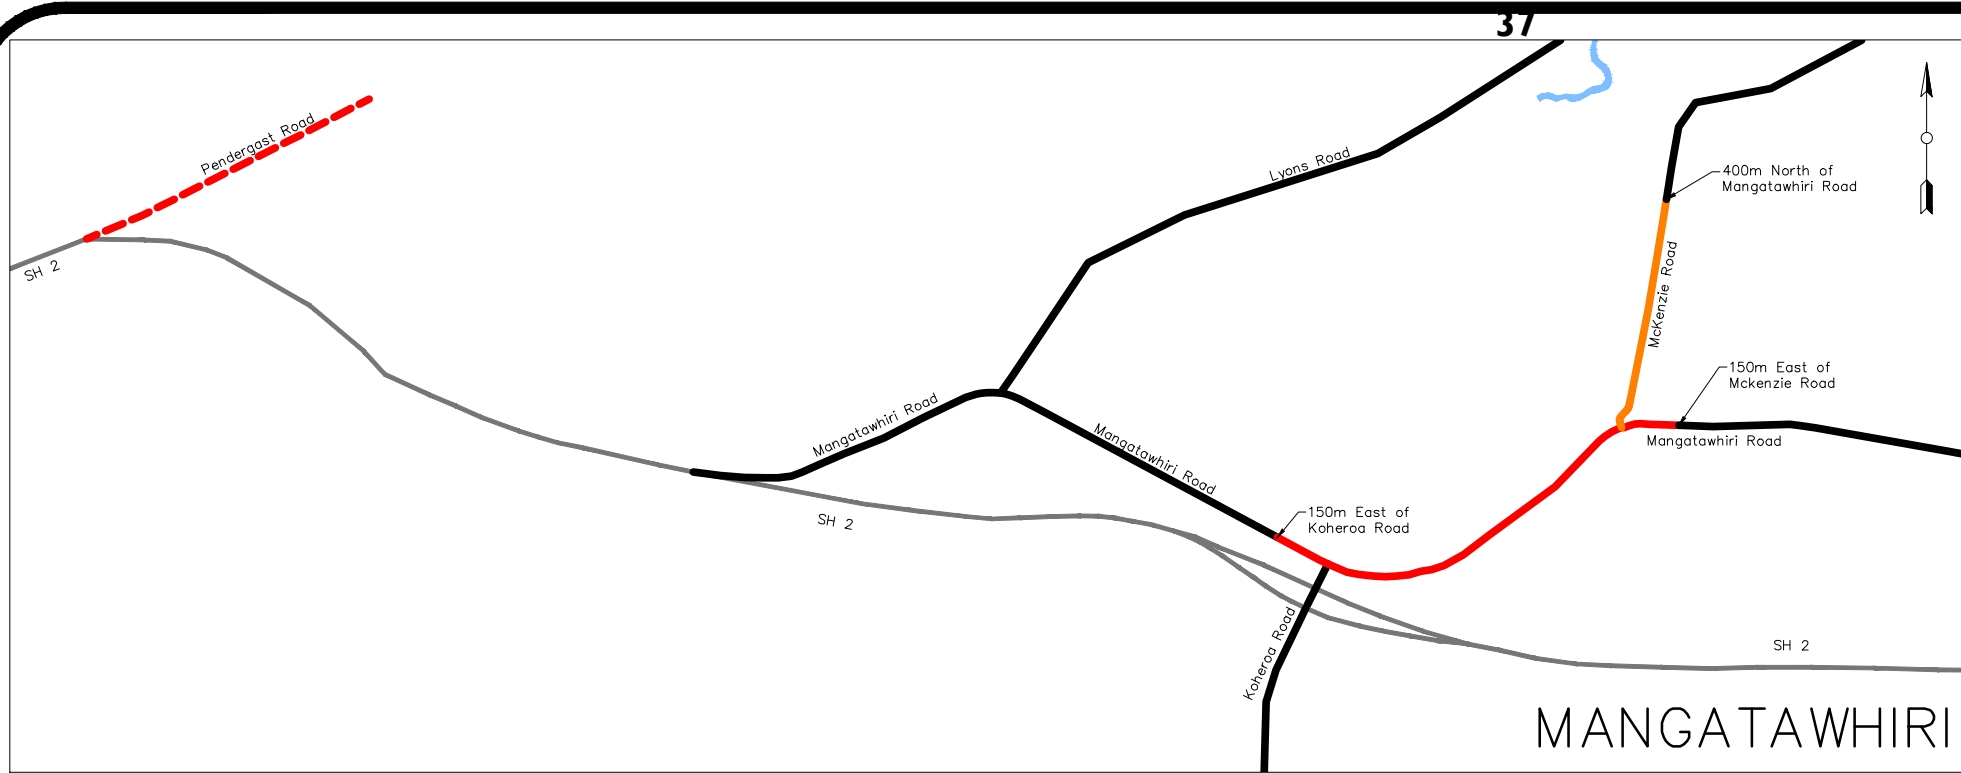 37
Pendergast Road
Lyons Road
400m North of
Mangatawhiri Road
SH 2
McKenzie Road
150m East of
Mckenzie Road
Mangatawhiri Road
Mangatawhiri Road
Mangatawhiri Road
150m East of
Koheroa Road
SH 2
Koheroa Road
SH 2
MANGATAWHIRI